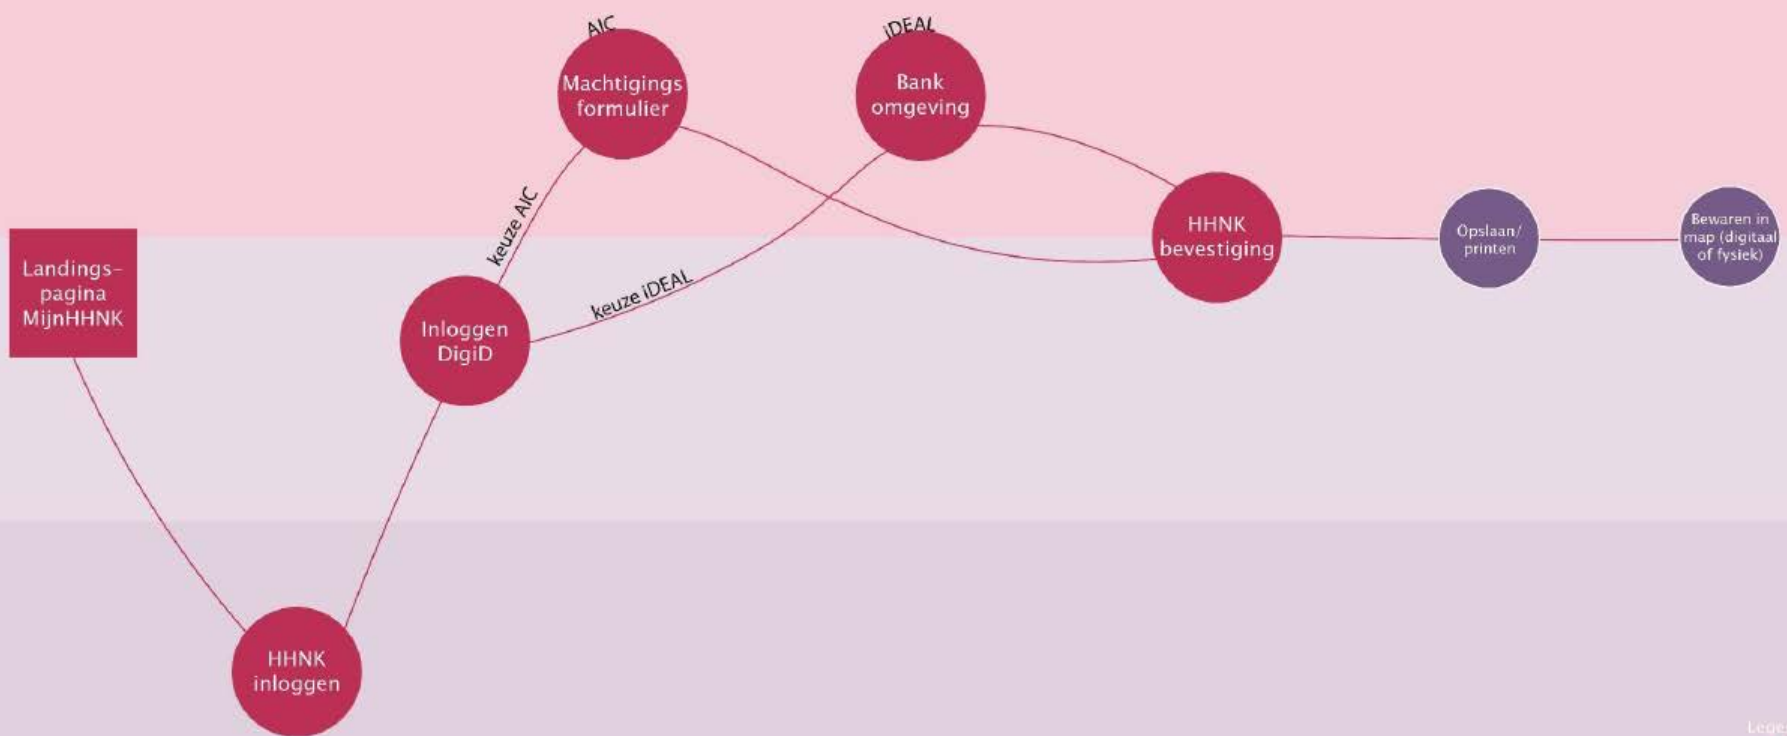 Landings-
pagina
MijnHHNK
HHNK
inloggen
Inloggen
DigiD
keuze AIC
keuze iDEAL
AIC
Machtigings
formulier
iDEAL
Bank
omgeving
HHNK
bevestiging
Opslaan/
printen
Bewaren in
map (digitaal
of fysiek)
Lege